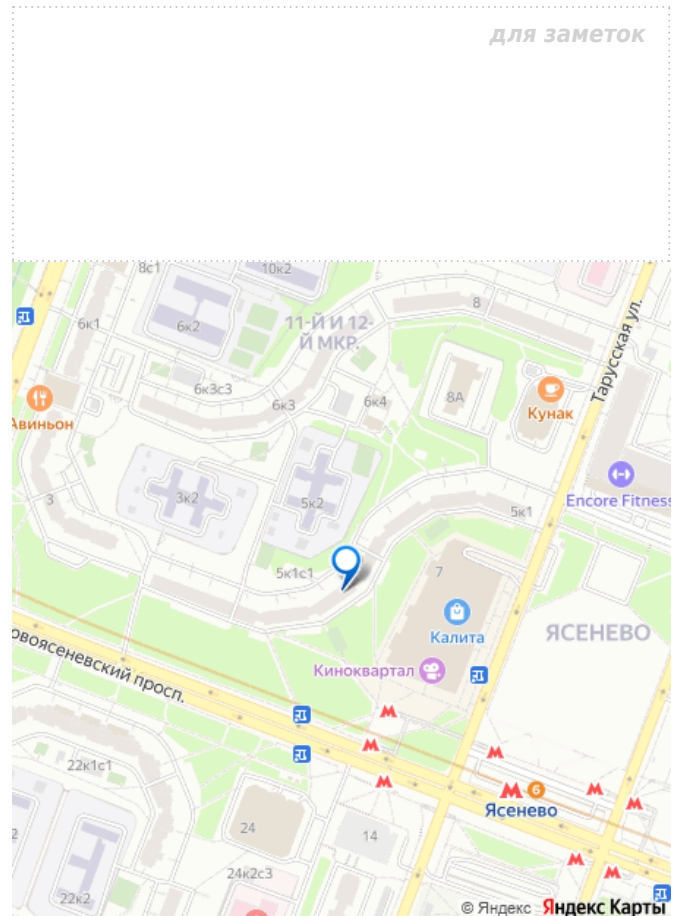 для заметок
8с1
10к2
8
11-Й И 12-
Й МКР.
6к1
6к2
Тарусская ул.
6к3с3
6к3
6к4
8А
Кунак
Авиньон
Encore Fitness
3
3к2
5к2
5к1
5к1с1
7
Калита
ЯСЕНЕВО
Киноквартал
овоясеневский просп.
22к1с1
6
Ясенево
24
14
2
24к2с3
22к2
© Яндекс Яндекс Карты